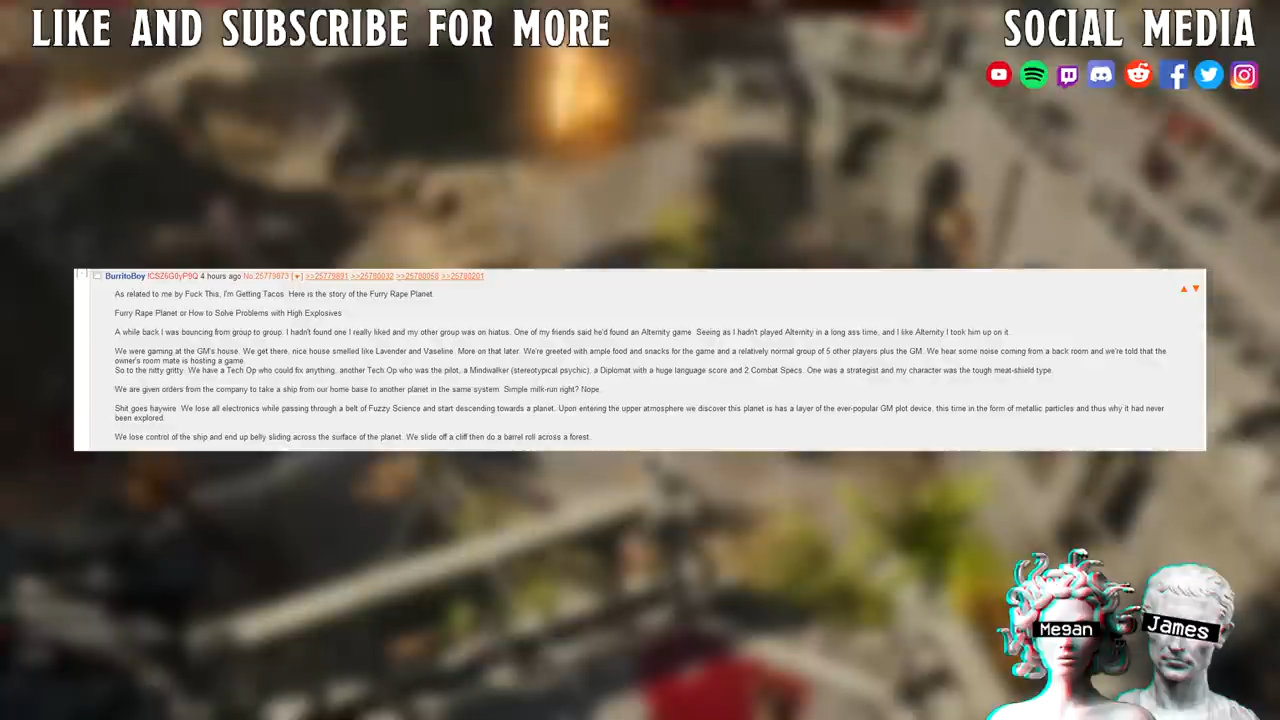 LIKE AND SUBSCRIBE FOR MORE
SOCIAL MEDIA
BurritoBoy !CSZ6G0yP9Q 4 hours ago No.25779873 [▼] >>25779891 >>25780032 >>25780058 >>25780201
As related to me by Fuck This, I'm Getting Tacos. Here is the story of the Furry Rape Planet.
Furry Rape Planet or How to Solve Problems with High Explosives
A while back I was bouncing from group to group. I hadn't found one I really liked and my other group was on hiatus. One of my friends said he'd found an Alternity game. Seeing as I hadn't played Alternity in a long ass time, and I like Alternity I took him up on it.
We were gaming at the GM's house. We get there, nice house smelled like Lavender and Vaseline. More on that later. We're greeted with ample food and snacks for the game and a relatively normal group of 5 other players plus the GM. We hear some noise coming from a back room and we're told that the
owner's room mate is hosting a game.
So to the nitty gritty. We have a Tech Op who could fix anything, another Tech Op who was the pilot, a Mindwalker (stereotypical psychic), a Diplomat with a huge language score and 2 Combat Specs. One was a strategist and my character was the tough meat-shield type.
We are given orders from the company to take a ship from our home base to another planet in the same system. Simple milk-run right? Nope.
Shit goes haywire. We lose all electronics while passing through a belt of Fuzzy Science and start descending towards a planet. Upon entering the upper atmosphere we discover this planet is has a layer of the ever-popular GM plot device, this time in the form of metallic particles and thus why it had never
been explored.
We lose control of the ship and end up belly sliding across the surface of the planet. We slide off a cliff then do a barrel roll across a forest.
Megan
James